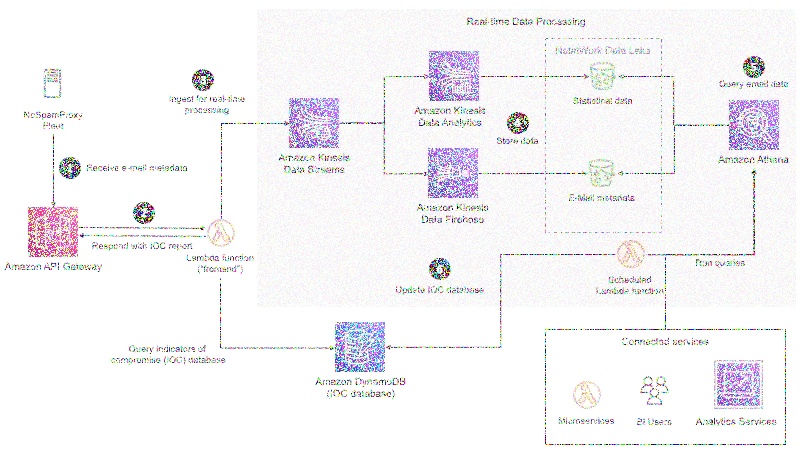 Real-time Data Processing
NetatWork Data Lake
Query email data
Ingest for real-time
processing
NoSpamProxy
Statistical data
Amazon Kinesis
Data Analytics
Store data
Amazon Kinesis
Data Streams
Amazon Athena
Receive e-mail metadata
E-Mail metadata
Amazon Kinesis
Data Firehose
Respond with IOC report
Lambda function
("frontend")
Amazon API Gateway
Run queries
Scheduled
Lambda function
Update IOC database
Connected services
Query indicators of
compromise (IOC) database
Amazon DynamoDB
(IOC database)
Microservices
BI Users
Analytics Services